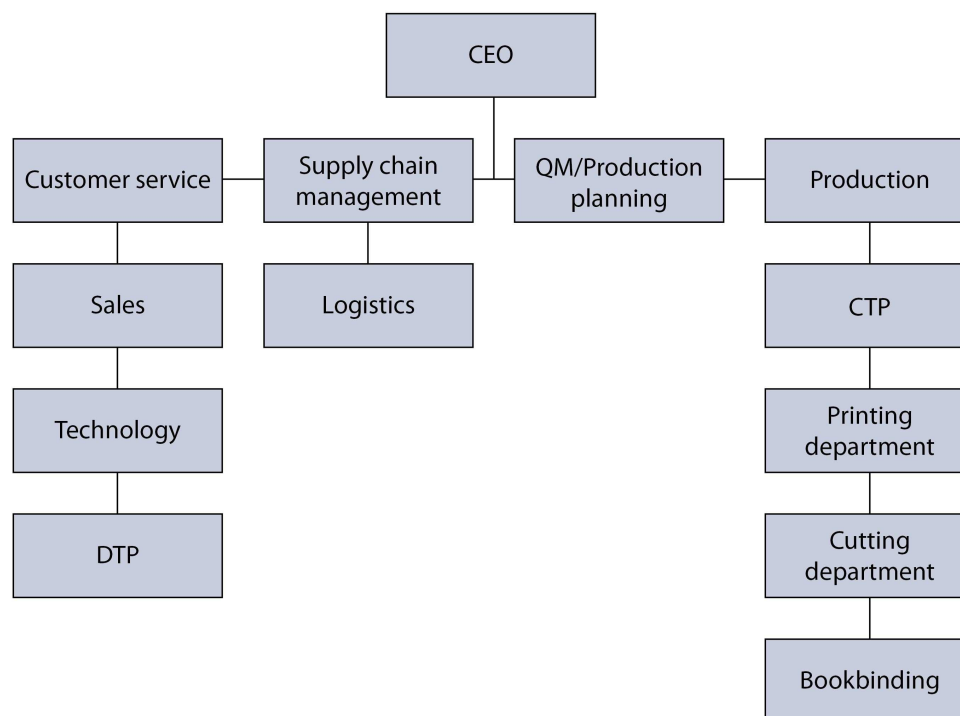 CEO
Customer service
Supply chain
management
QM/Production
planning
Production
Sales
Logistics
CTP
Technology
Printing
department
DTP
Cutting
department
Bookbinding